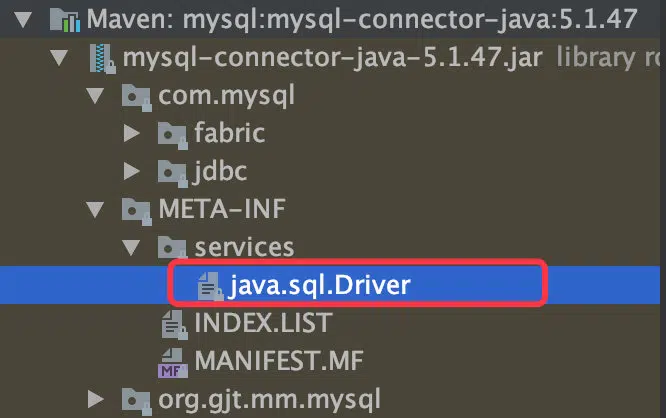 Maven: mysql:mysql-connector-java:5.1.47
mysql-connector-java-5.1.47.jar library ro
com.mysql
fabric
jdbc
META-INF
services
java.sql.Driver
INDEX.LIST
MF MANIFEST.MF
org.gjt.mm.mysql